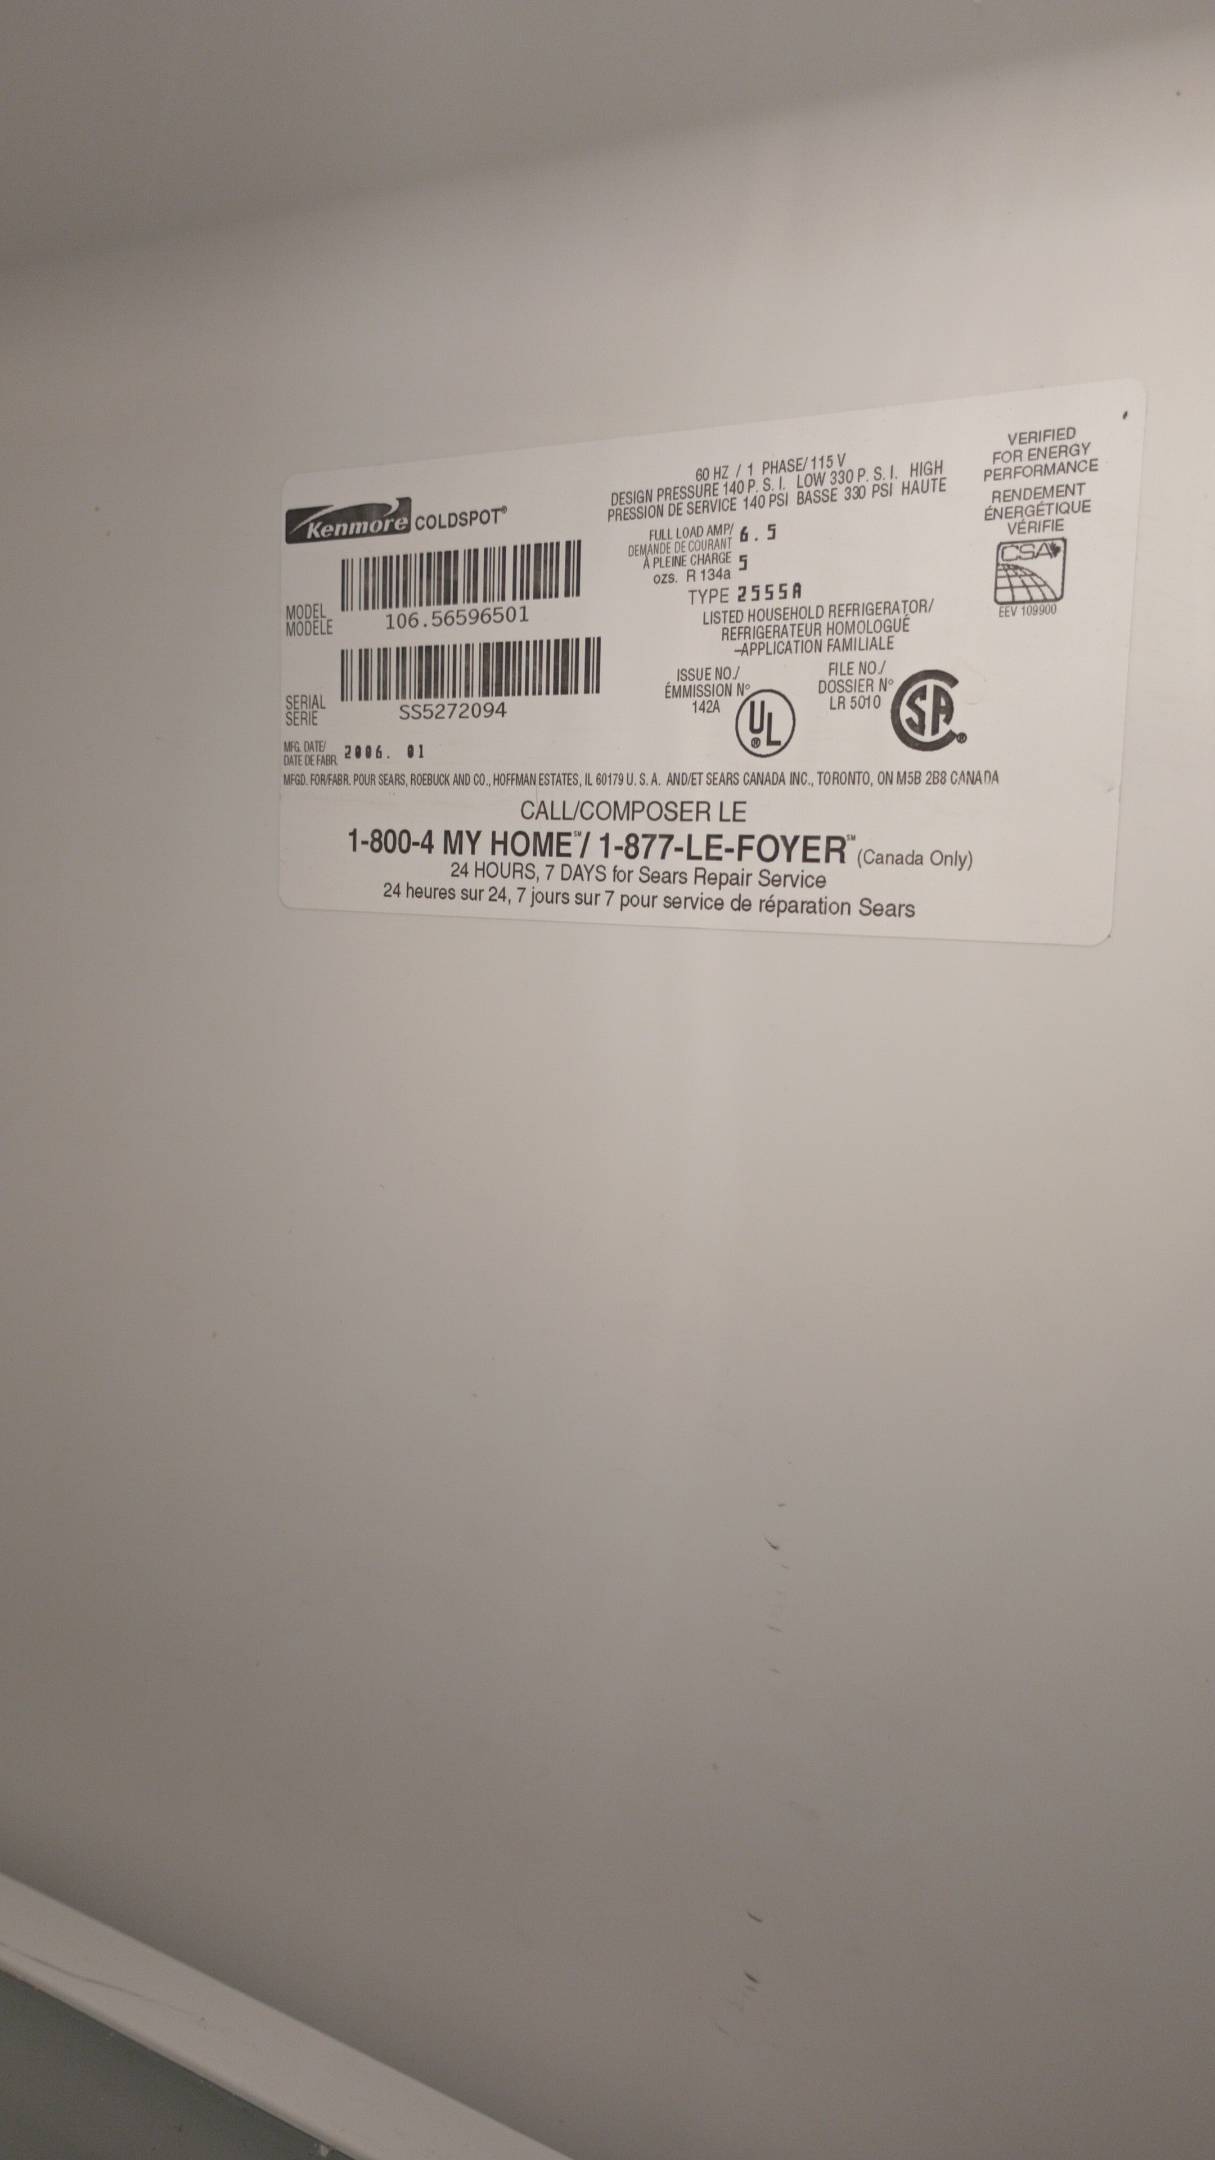 Kenmore COLDSPOT®
MODEL
MODÈLE
106.56596501
SERIAL
SÉRIE
SS5272094
MFG. DATE/
DATE DE FABR.
2006. 01
60 HZ / 1 PHASE/115 V
DESIGN PRESSURE 140 P. S. I. LOW 330 P. S. I. HIGH
PRESSION DE SERVICE 140 PSI BASSE 330 PSI HAUTE
FULL LOAD AMP/
DEMANDE DE COURANT
À PLEINE CHARGE
6.5
5
ozs. R 134a
TYPE 2555A
LISTED HOUSEHOLD REFRIGERATOR/
REFRIGERATEUR HOMOLOGUÉ
–APPLICATION FAMILIALE
ISSUE NO./
ÉMMISSION N°
142A
UL®
FILE NO./
DOSSIER N°
LR 5010
SA®
VERIFIED
FOR ENERGY
PERFORMANCE
RENDEMENT
ÉNERGÉTIQUE
VÉRIFIE
CSA
EEV 109900
MFGD. FOR/FABR. POUR SEARS, ROEBUCK AND CO., HOFFMAN ESTATES, IL 60179 U. S. A. AND/ET SEARS CANADA INC., TORONTO, ON M5B 2B8 CANADA
CALL/COMPOSER LE
1-800-4 MY HOME℠/ 1-877-LE-FOYER℠ (Canada Only)
24 HOURS, 7 DAYS for Sears Repair Service
24 heures sur 24, 7 jours sur 7 pour service de réparation Sears